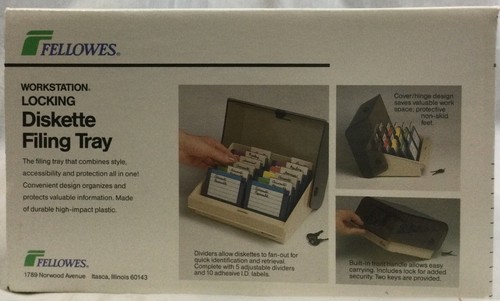 FELLOWES®
WORKSTATION®
LOCKING
Diskette
Filing Tray
The filing tray that combines style,
accessibility and protection all in one!
Convenient design organizes and
protects valuable information. Made
of durable high-impact plastic.
FELLOWES®
1789 Norwood Avenue Itasca, Illinois 60143
Dividers allow diskettes to fan-out for
quick identification and retrieval.
Complete with 5 adjustable dividers
and 10 adhesive I.D. labels.
Cover/hinge design
saves valuable work
space, protective
non-skid
feet.
Built-in front handle allows easy
carrying. Includes lock for added
security. Two keys are provided.